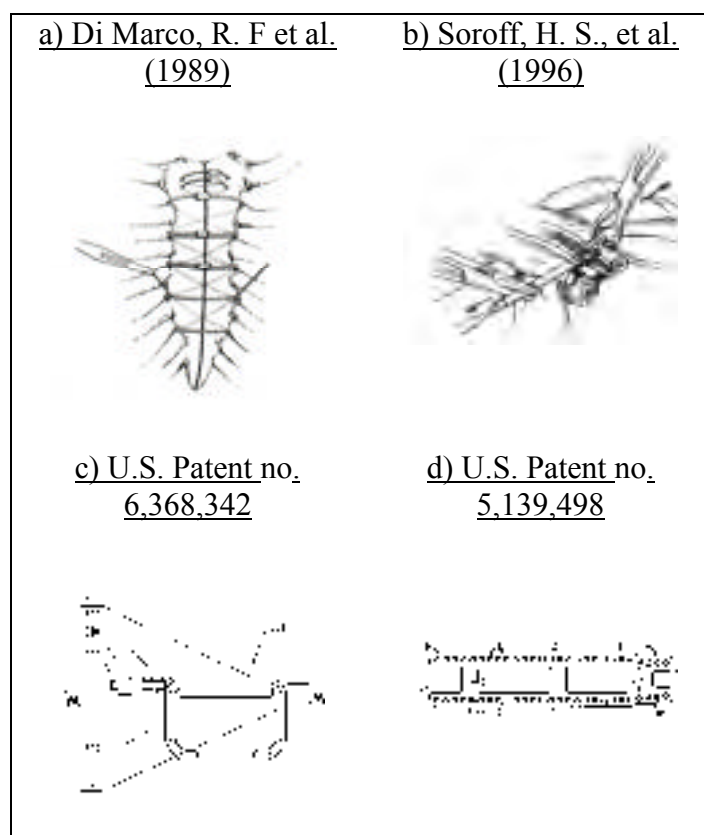 a) Di Marco, R. F et al.
(1989)
b) Soroff, H. S., et al.
(1996)
c) U.S. Patent no.
6,368,342
d) U.S. Patent no.
5,139,498